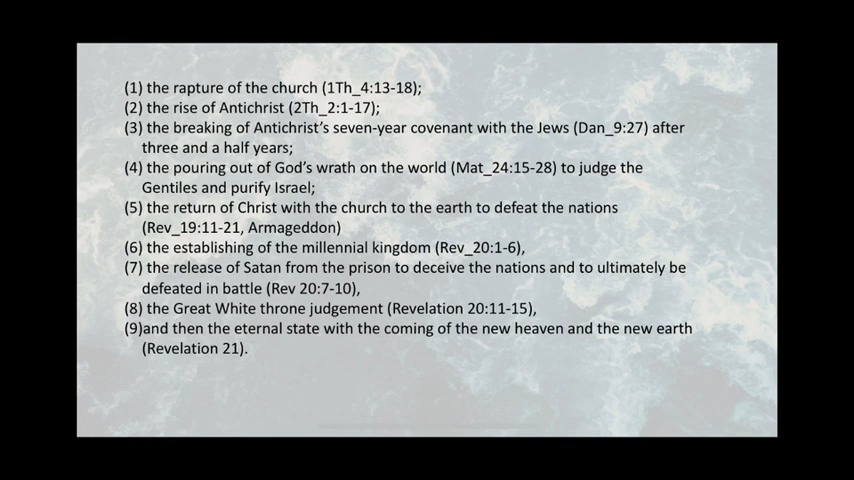 (1) the rapture of the church (1Th_4:13-18);
(2) the rise of Antichrist (2Th_2:1-17);
(3) the breaking of Antichrist's seven-year covenant with the Jews (Dan_9:27) after
three and a half years;
(4) the pouring out of God's wrath on the world (Mat_24:15-28) to judge the
Gentiles and purify Israel;
(5) the return of Christ with the church to the earth to defeat the nations
(Rev_19:11-21, Armageddon)
(6) the establishing of the millennial kingdom (Rev_20:1-6),
(7) the release of Satan from the prison to deceive the nations and to ultimately be
defeated in battle (Rev 20:7-10),
(8) the Great White throne judgement (Revelation 20:11-15),
(9)and then the eternal state with the coming of the new heaven and the new earth
(Revelation 21).